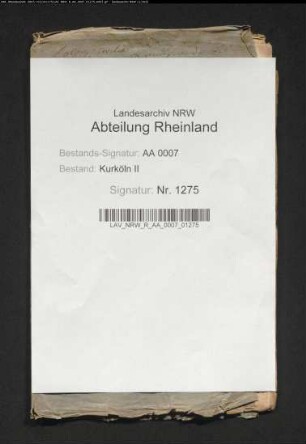 Landesarchiv NRW
Abteilung Rheinland
Bestands-Signatur: AA 0007
Bestand: Kurköln II
Signatur: Nr. 1275
LAV_NRW_R_AA_0007_01275